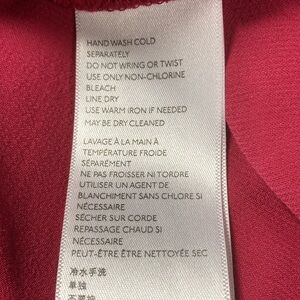 HAND WASH COLD
SEPARATELY
DO NOT WRING OR TWIST
USE ONLY NON-CHLORINE
BLEACH
LINE DRY
USE WARM IRON IF NEEDED
MAY BE DRY CLEANED
LAVAGE À LA MAIN À
TEMPÉRATURE FROIDE
SÉPARÉMENT
NE PAS FROISSER NI TORDRE
UTILISER UN AGENT DE
BLANCHIMENT SANS CHLORE SI
NÉCESSAIRE
SÉCHER SUR CORDE
REPASSAGE CHAUD SI
NÉCESSAIRE
PEUT-ÊTRE ÊTRE NETTOYÉE SEC
冷水手洗
单独